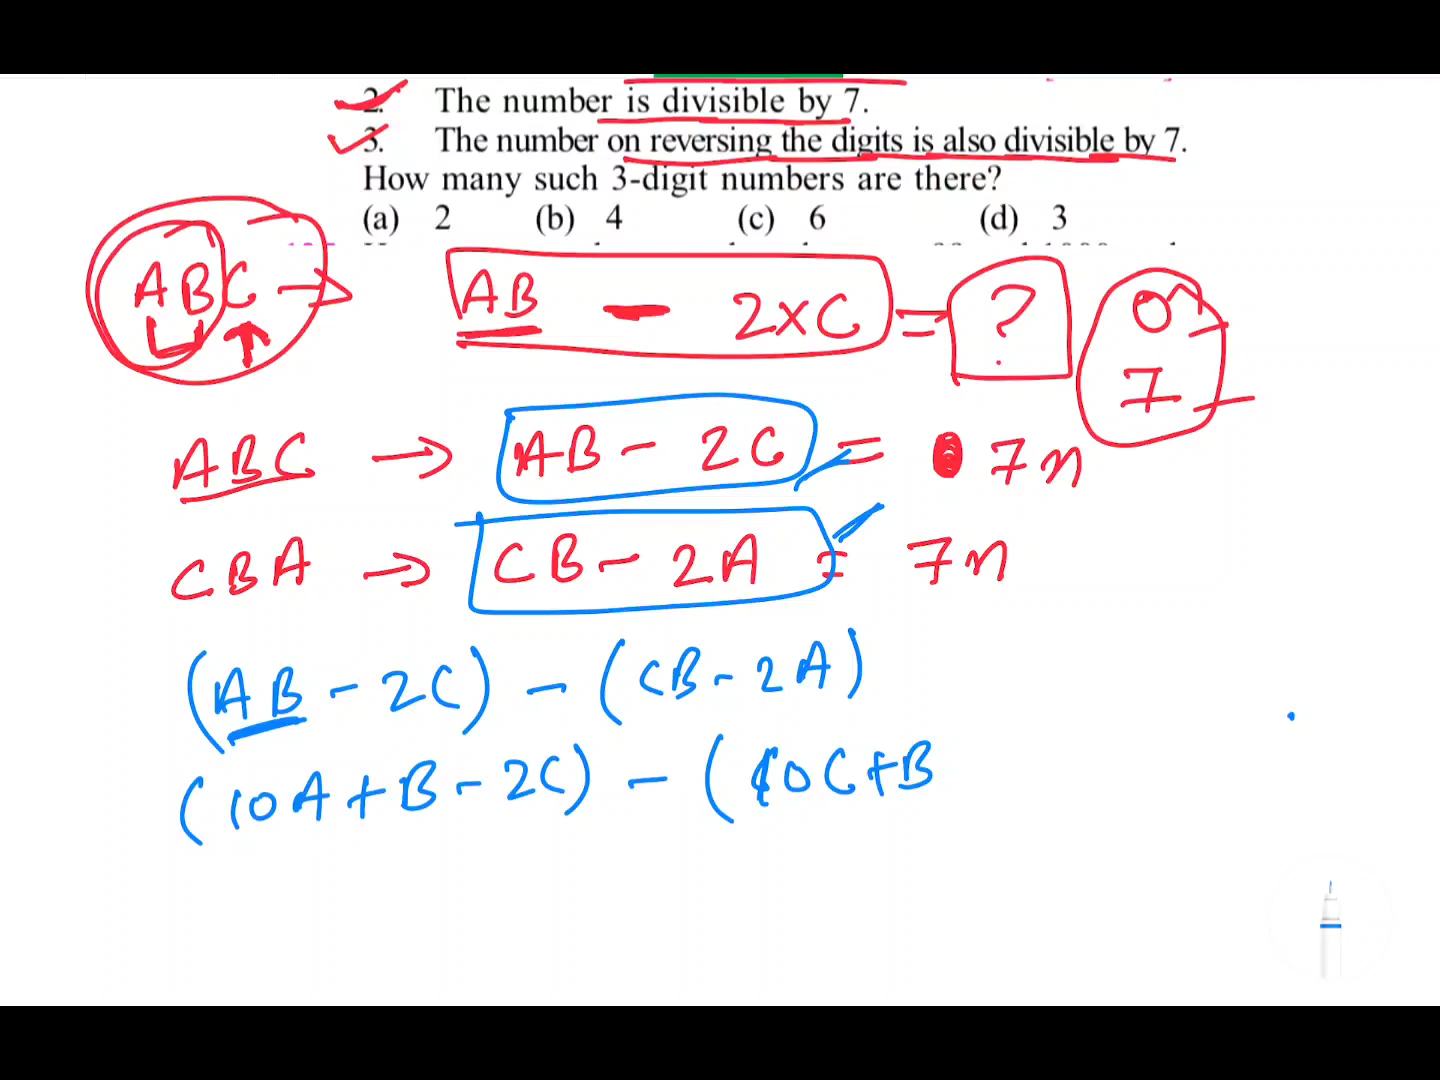 2. The number is divisible by 7.
3. The number on reversing the digits is also divisible by 7.
How many such 3-digit numbers are there?
(a) 2 (b) 4 (c) 6 (d) 3
ABC → AB - 2×C = ? 0
7
ABC → AB - 2C = 7n
CBA → CB - 2A = 7n
(AB - 2C) - (CB - 2A)
(10A + B - 2C) - (10C + B